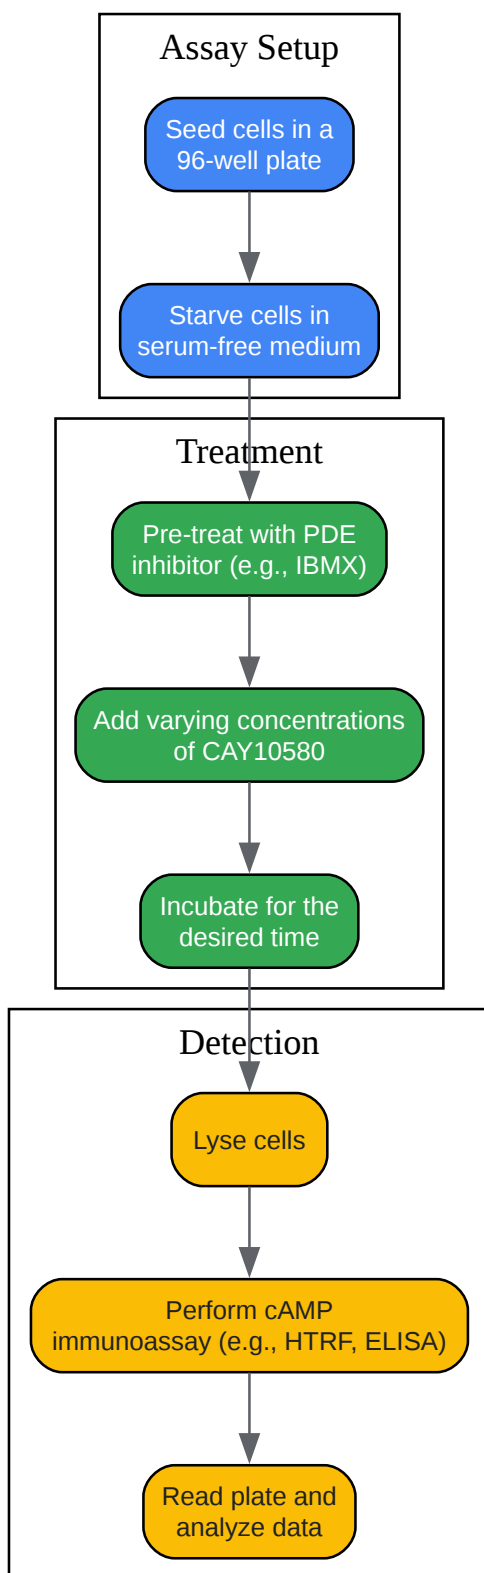 Assay Setup
Seed cells in a
96-well plate
Starve cells in
serum-free medium
Treatment
Pre-treat with PDE
inhibitor (e.g., IBMX)
Add varying concentrations
of CAY10580
Incubate for the
desired time
Detection
Lyse cells
Perform cAMP
immunoassay (e.g., HTRF, ELISA)
Read plate and
analyze data